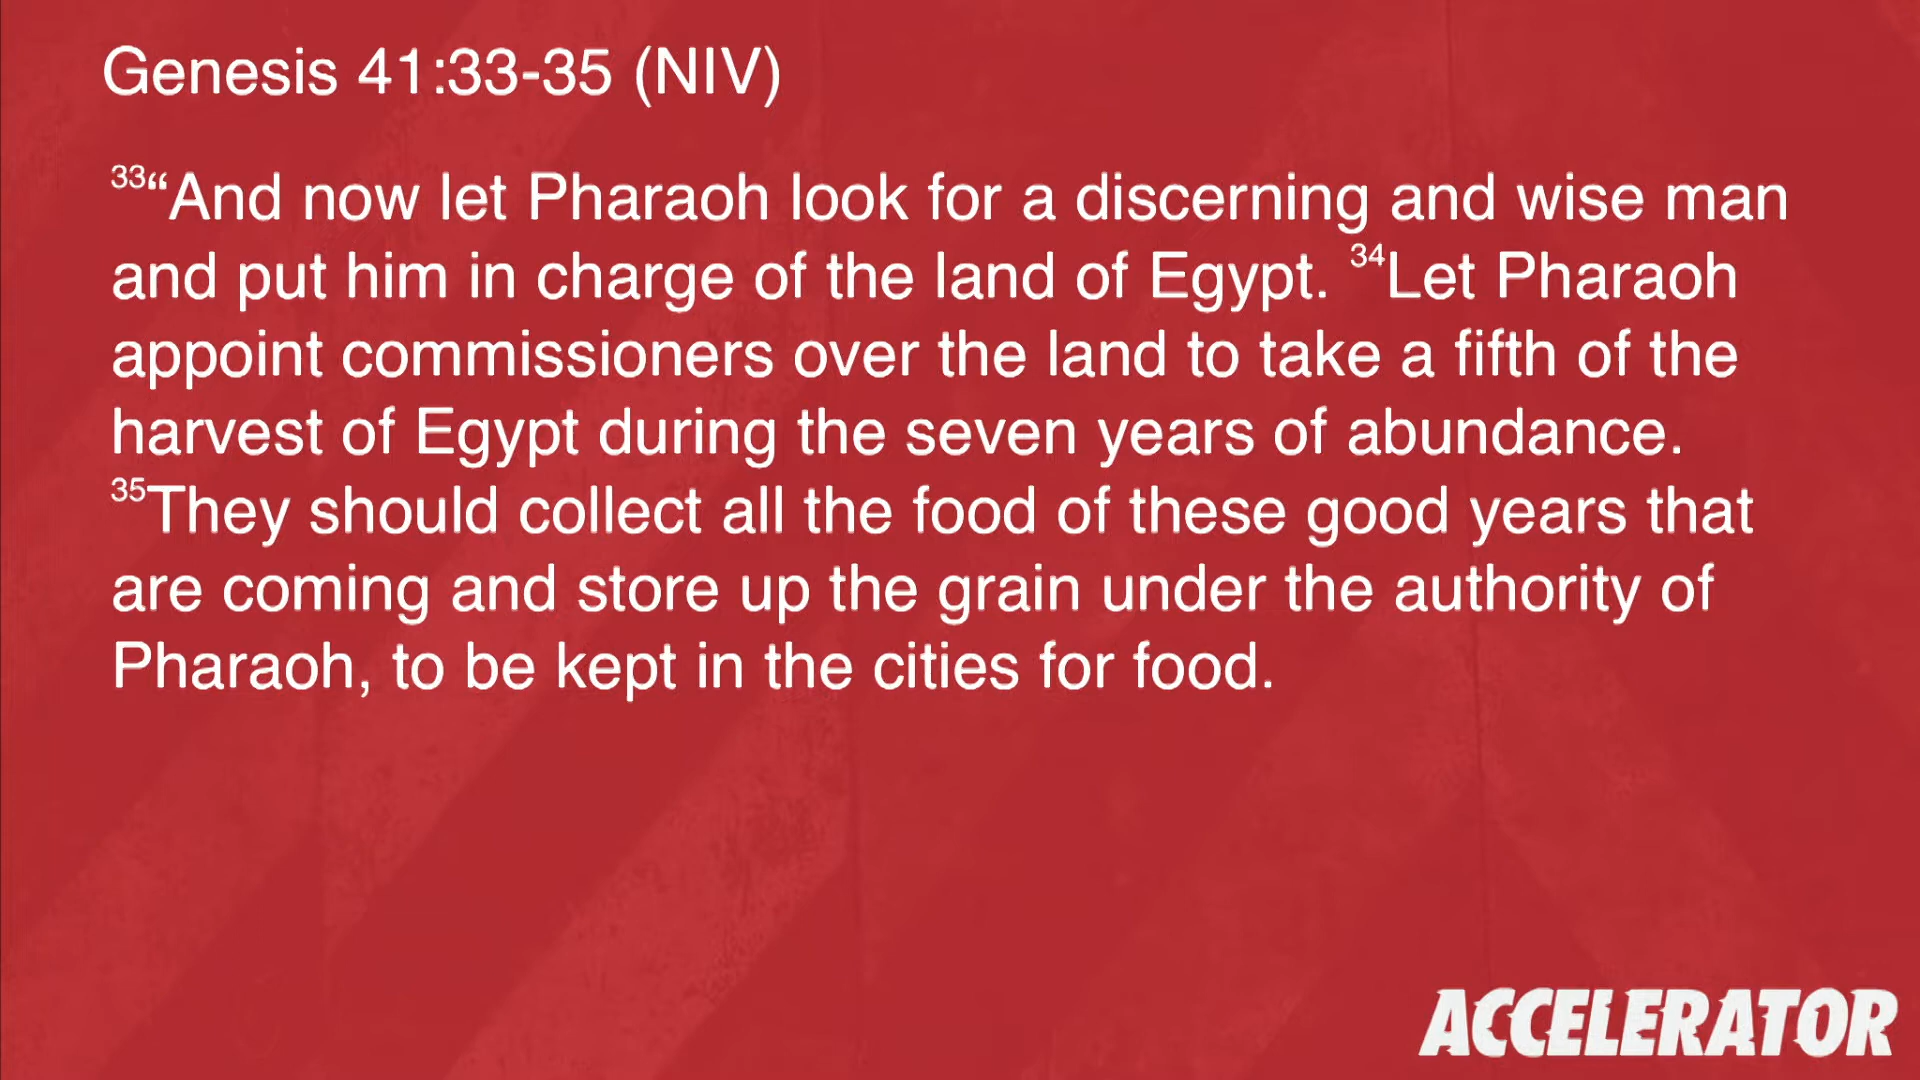 Genesis 41:33-35 (NIV)
33“And now let Pharaoh look for a discerning and wise man
and put him in charge of the land of Egypt. 34Let Pharaoh
appoint commissioners over the land to take a fifth of the
harvest of Egypt during the seven years of abundance.
35They should collect all the food of these good years that
are coming and store up the grain under the authority of
Pharaoh, to be kept in the cities for food.
ACCELERATOR